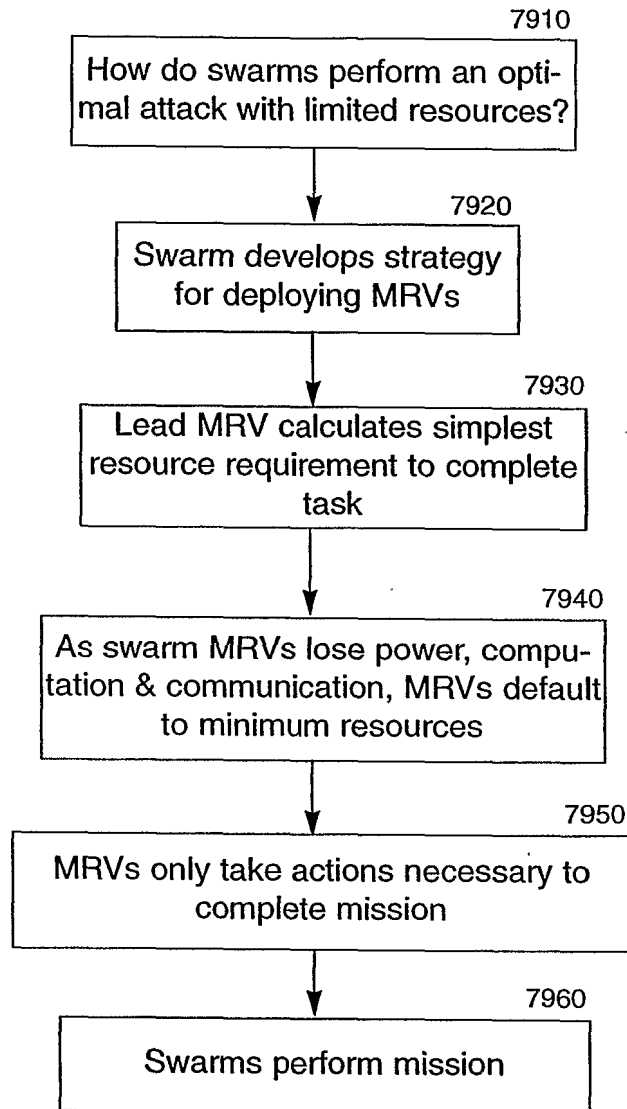 7910
How do swarms perform an opti-
mal attack with limited resources?
7920
Swarm develops strategy
for deploying MRVs
7930
Lead MRV calculates simplest
resource requirement to complete
task
7940
As swarm MRVs lose power, compu-
tation & communication, MRVs default
to minimum resources
7950
MRVs only take actions necessary to
complete mission
7960
Swarms perform mission